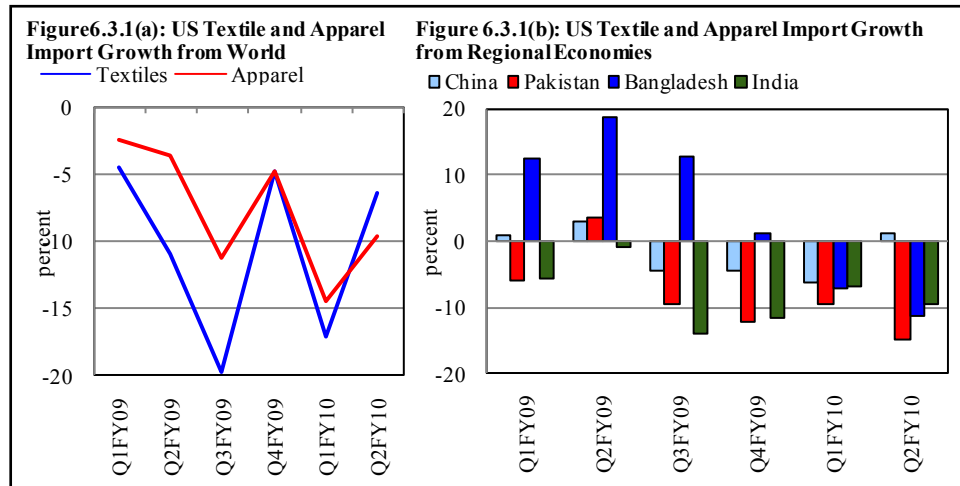 Figure6.3.1(a): US Textile and Apparel
Import Growth from World
Textiles Apparel
0
-5
-10
-15
-20
percent
Q1FY09
Q2FY09
Q3FY09
Q4FY09
Q1FY10
Q2FY10
Figure 6.3.1(b): US Textile and Apparel Import Growth
from Regional Economies
China Pakistan Bangladesh India
20
10
0
-10
-20
percent
Q1FY09
Q2FY09
Q3FY09
Q4FY09
Q1FY10
Q2FY10